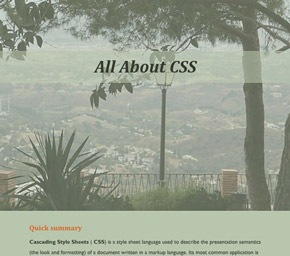 All About CSS
Quick summary
Cascading Style Sheets ( CSS) is a style sheet language used to describe the presentation semantics
(the look and formatting) of a document written in a markup language. Its most common application is